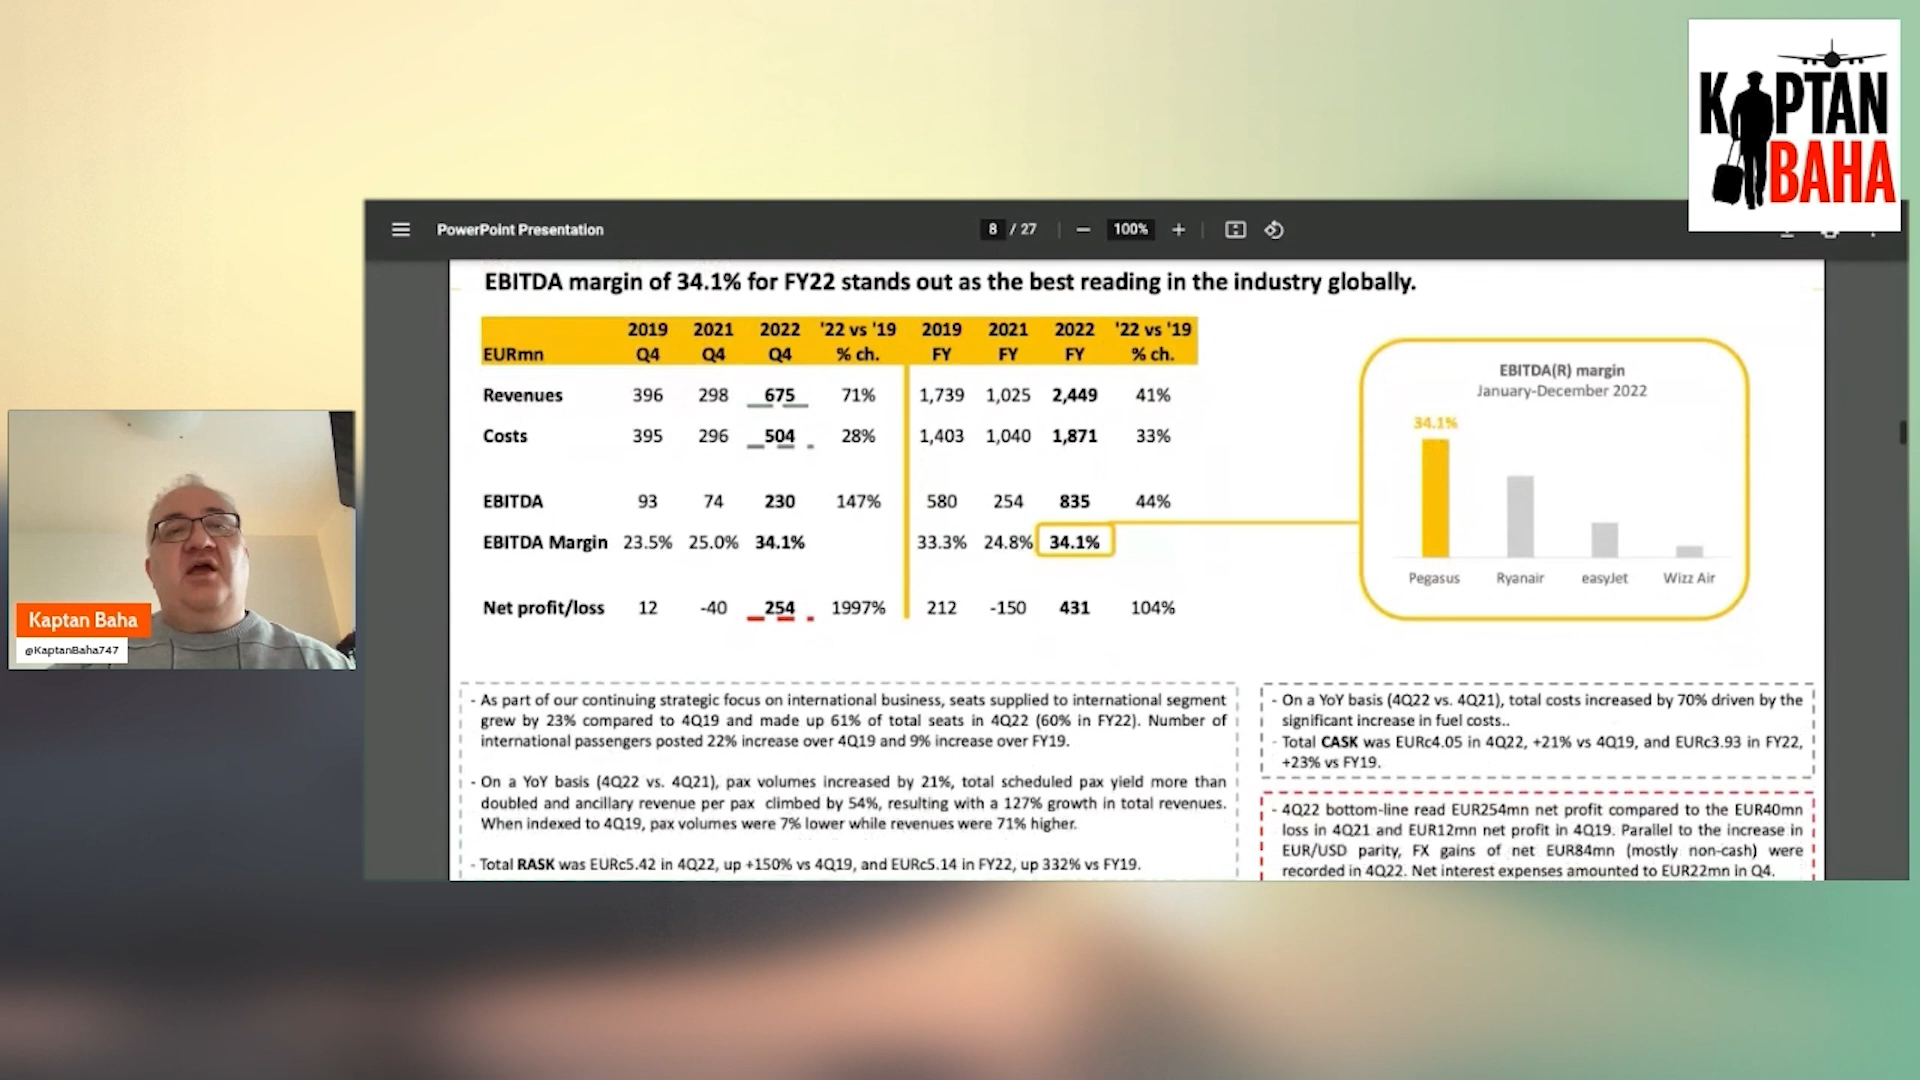 KAPTAN
BAHA
PowerPoint Presentation
8 / 27
100%
EBITDA margin of 34.1% for FY22 stands out as the best reading in the industry globally.
2019 2021 2022 '22 vs '19 2019 2021 2022 '22 vs '19
EURmn Q4 Q4 Q4 % ch. FY FY FY % ch.
Revenues 396 298 675 71% 1,739 1,025 2,449 41%
Costs 395 296 504 28% 1,403 1,040 1,871 33%
EBITDA 93 74 230 147% 580 254 835 44%
EBITDA Margin 23.5% 25.0% 34.1% 33.3% 24.8% 34.1%
Net profit/loss 12 -40 254 1997% 212 -150 431 104%
EBITDA(R) margin
January-December 2022
34.1%
Pegasus Ryanair easyJet Wizz Air
- As part of our continuing strategic focus on international business, seats supplied to international segment
grew by 23% compared to 4Q19 and made up 61% of total seats in 4Q22 (60% in FY22). Number of
international passengers posted 22% increase over 4Q19 and 9% increase over FY19.
- On a YoY basis (4Q22 vs. 4Q21), pax volumes increased by 21%, total scheduled pax yield more than
doubled and ancillary revenue per pax climbed by 54%, resulting with a 127% growth in total revenues.
When indexed to 4Q19, pax volumes were 7% lower while revenues were 71% higher.
- Total RASK was EURc5.42 in 4Q22, up +150% vs 4Q19, and EURc5.14 in FY22, up 332% vs FY19.
- On a YoY basis (4Q22 vs. 4Q21), total costs increased by 70% driven by the
significant increase in fuel costs..
- Total CASK was EURc4.05 in 4Q22, +21% vs 4Q19, and EURc3.93 in FY22,
+23% vs FY19.
- 4Q22 bottom-line read EUR254mn net profit compared to the EUR40mn
loss in 4Q21 and EUR12mn net profit in 4Q19. Parallel to the increase in
EUR/USD parity, FX gains of net EUR84mn (mostly non-cash) were
recorded in 4Q22. Net interest expenses amounted to EUR22mn in Q4.
Kaptan Baha
@KaptanBaha747